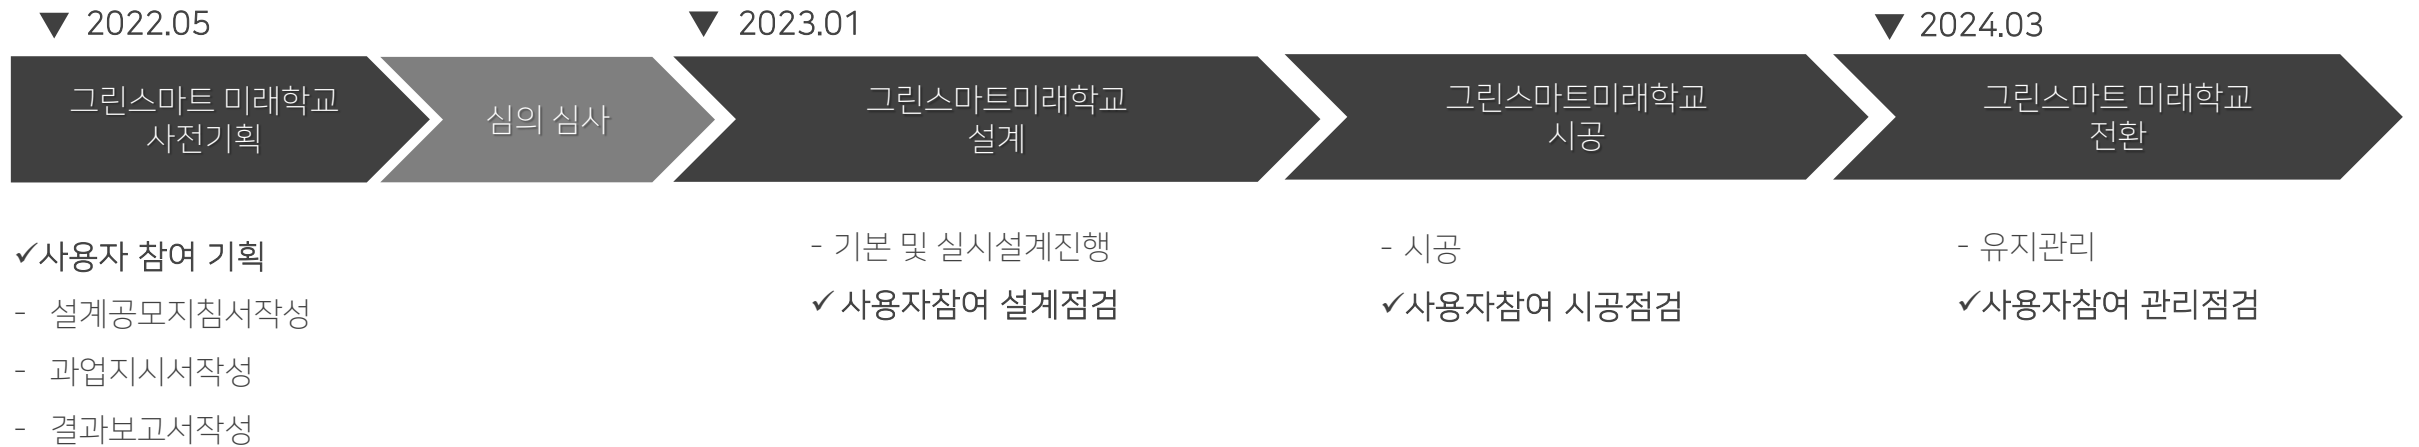 ▼ 2022.05
▼ 2023.01
▼ 2024.03
그린스마트 미래학교
사전기획
심의 심사
그린스마트미래학교
설계
그린스마트미래학교
시공
그린스마트 미래학교
전환
✓사용자 참여 기획
- 설계공모지침서작성
- 과업지시서작성
- 결과보고서작성
- 기본 및 실시설계진행
✓ 사용자참여 설계점검
- 시공
✓사용자참여 시공점검
- 유지관리
✓사용자참여 관리점검